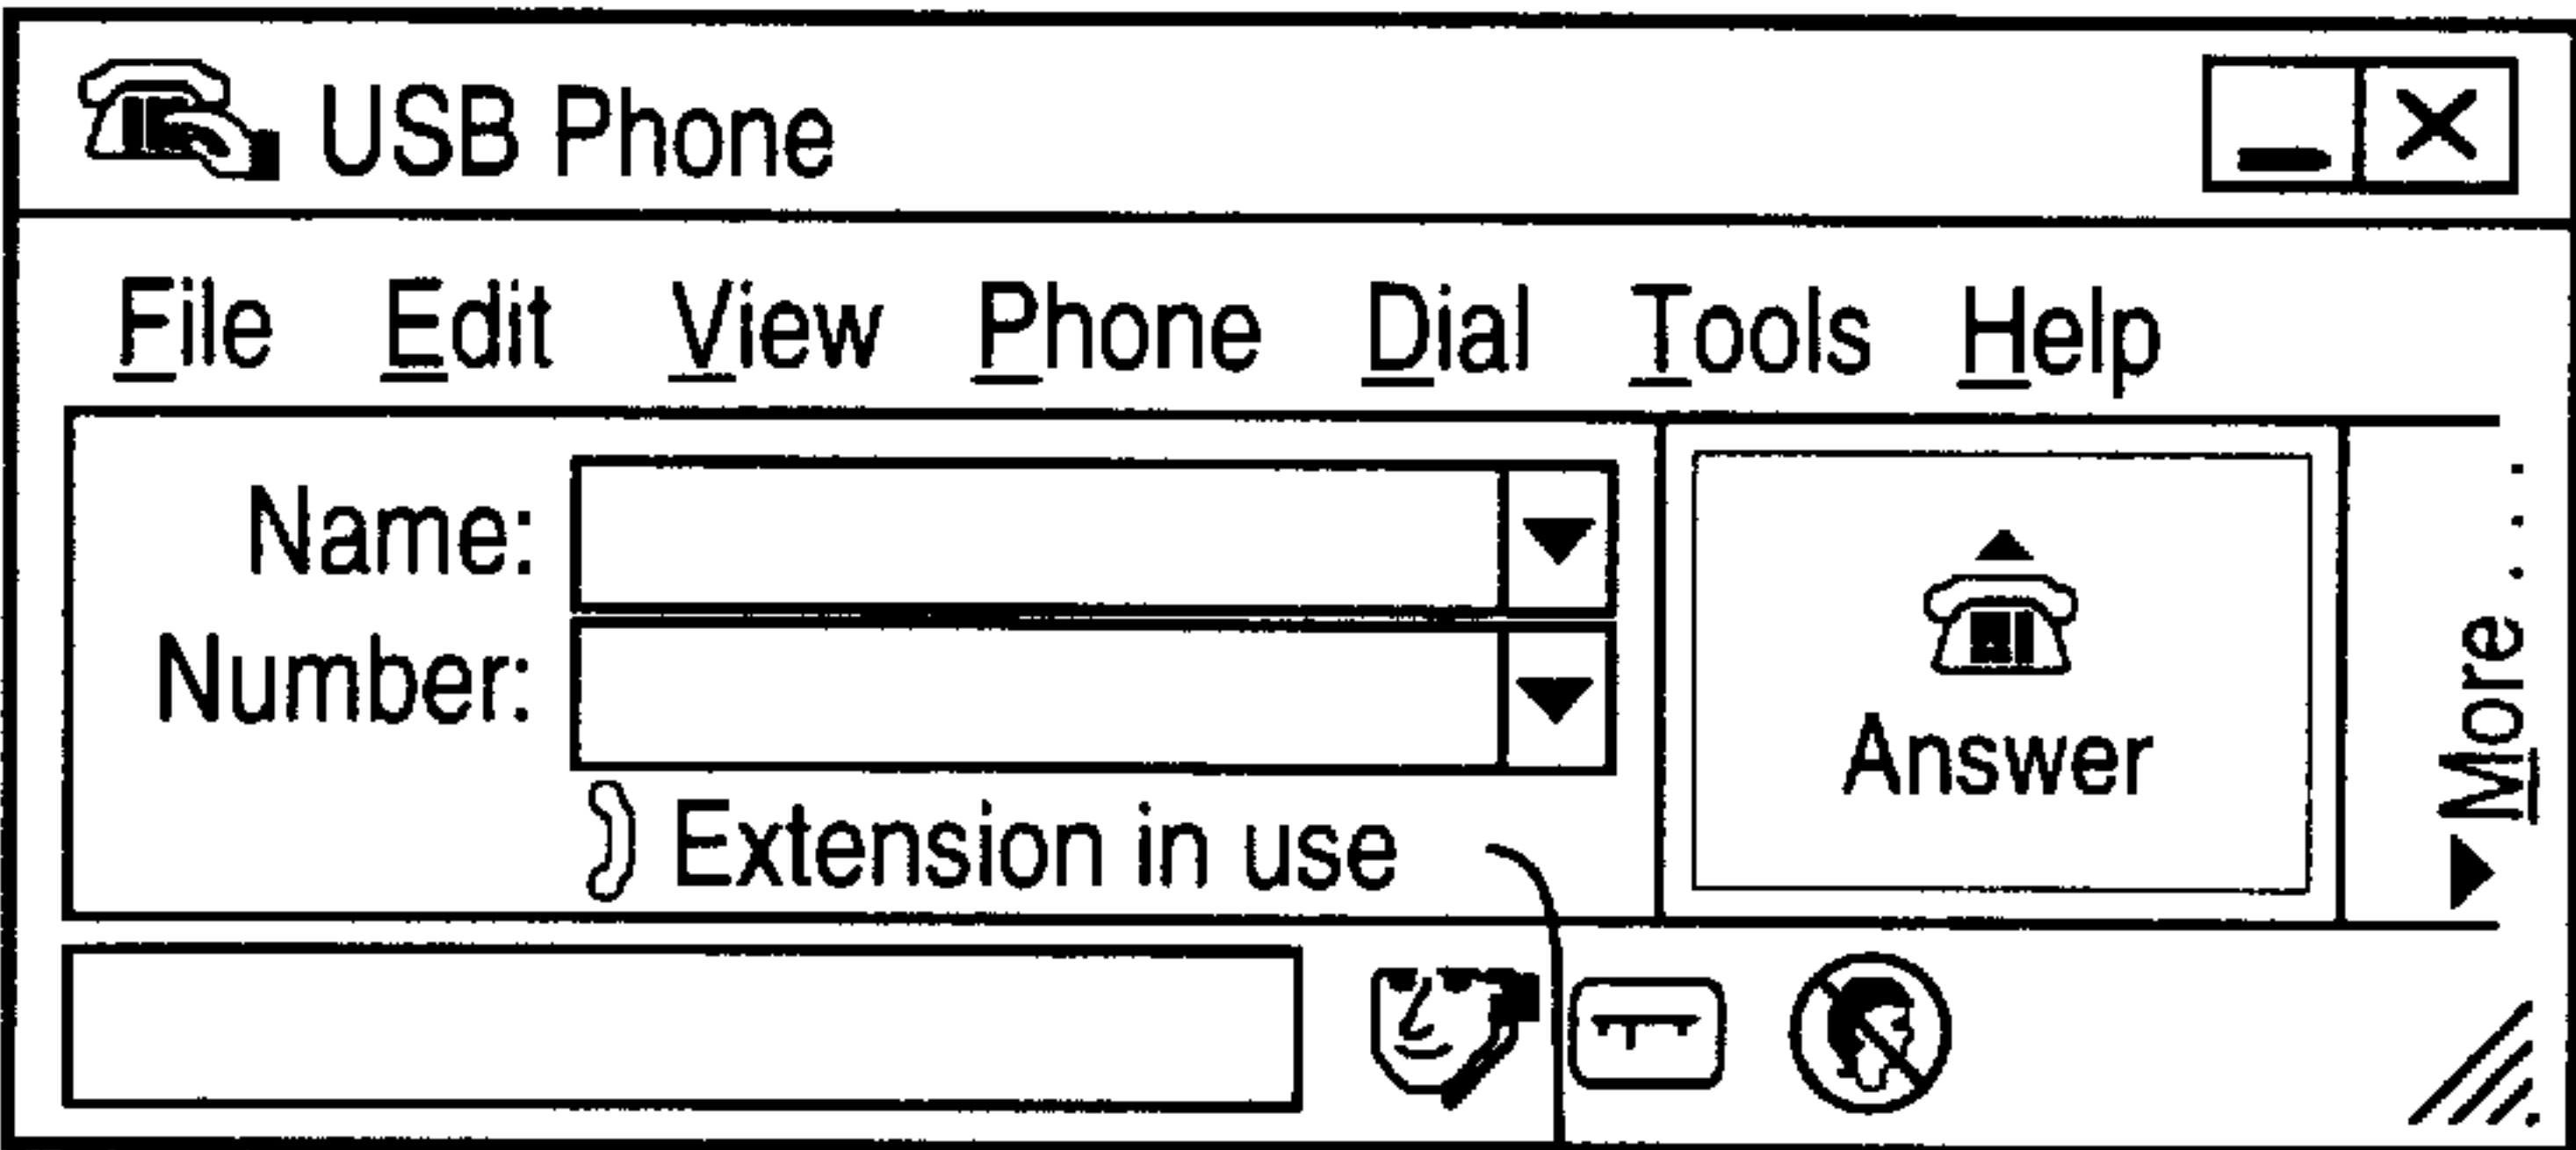 USB Phone
File Edit View Phone Dial Tools Help
Name:
Number:
Extension in use
Answer
More . . .